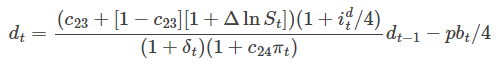 $$d_t = \frac{(c_{23} + [1 - c_{23}][1 + \Delta \ln S_t])(1 + i_t^d/4)}{(1 + \delta_t)(1 + c_{24}\pi_t)} d_{t-1} - pb_t/4$$